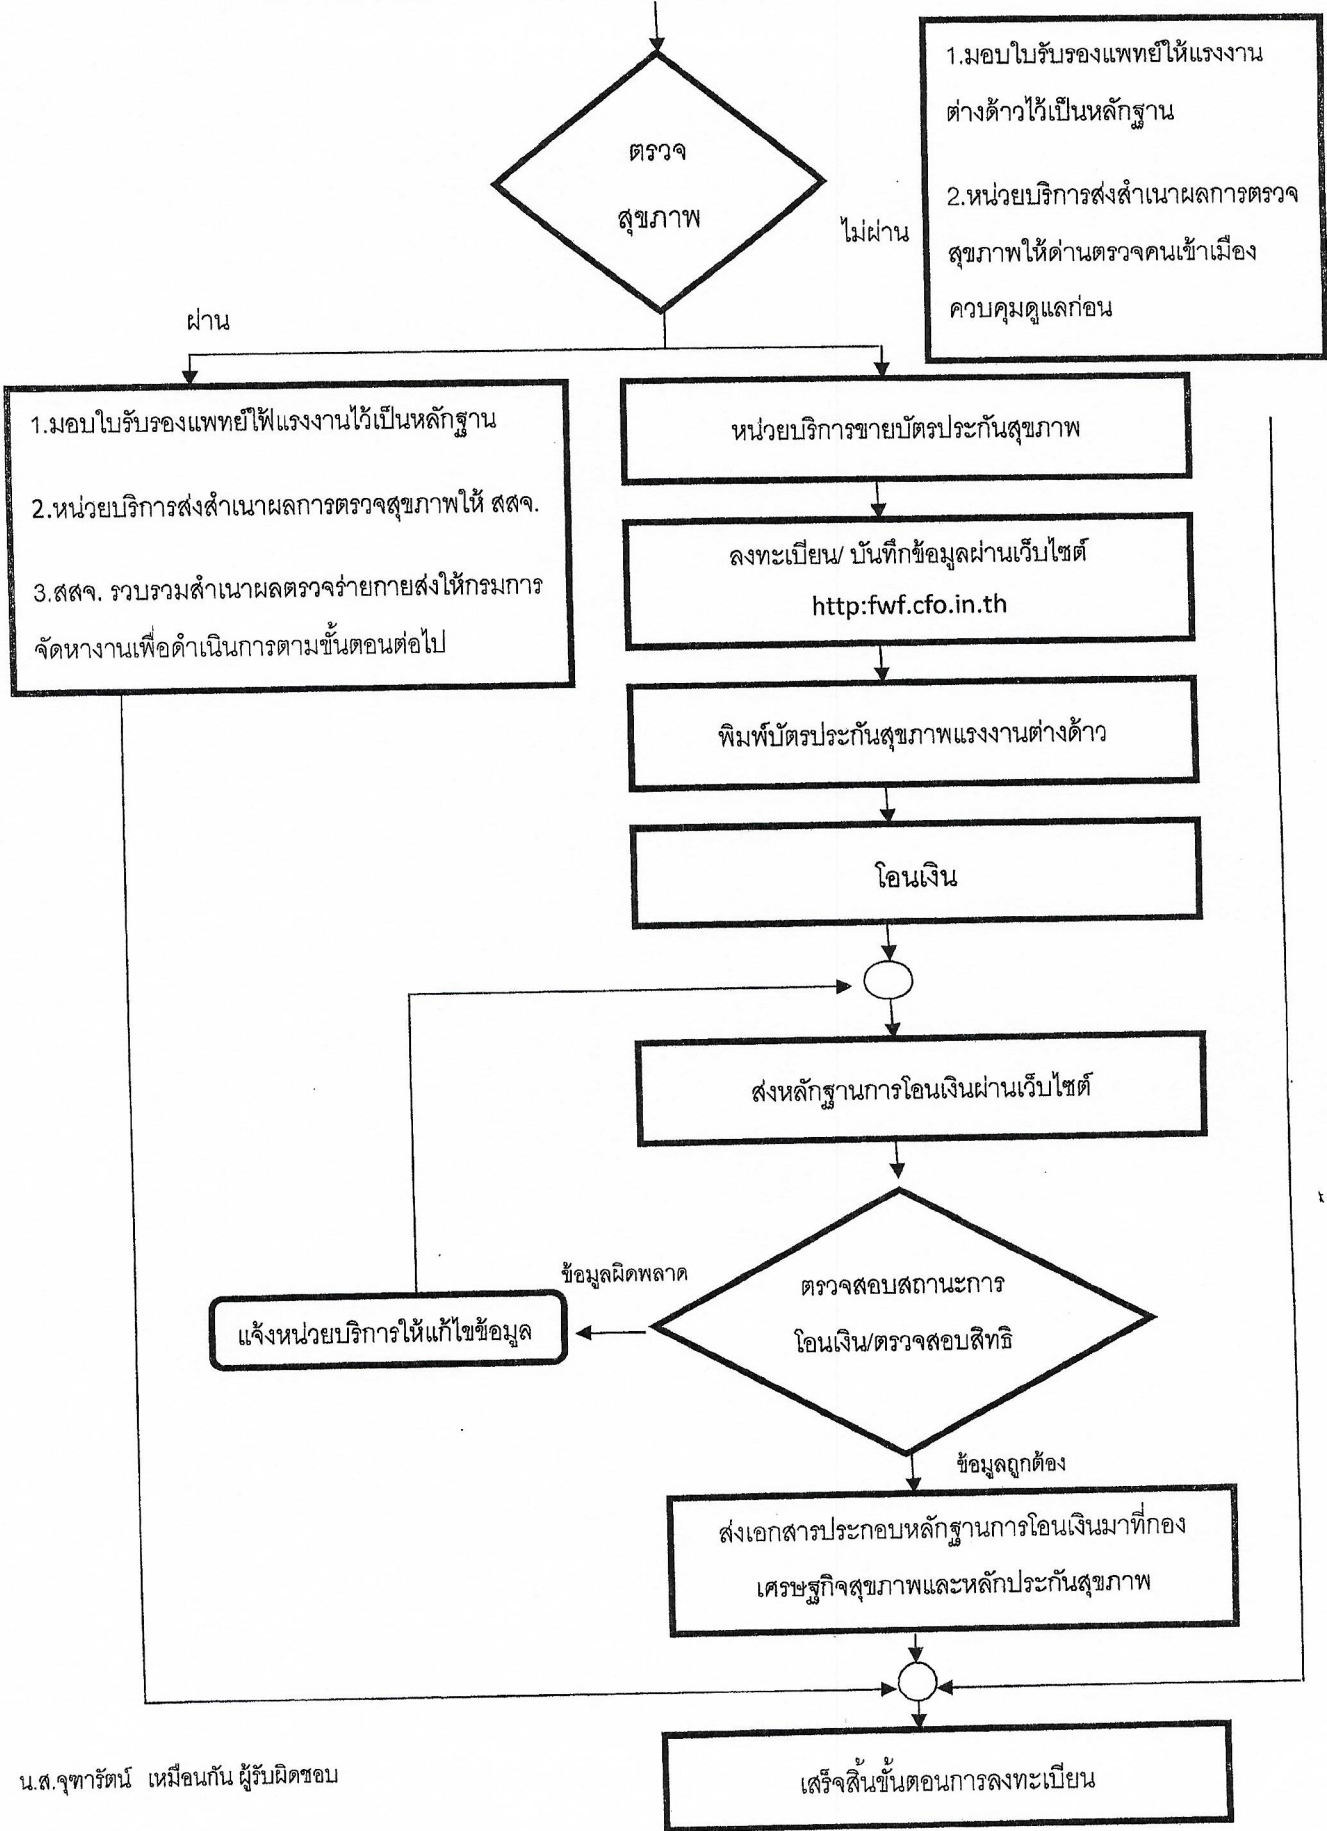 ตรวจ
สุขภาพ
ไม่ผ่าน
1.มอบใบรับรองแพทย์ให้แรงงาน
ต่างด้าวไว้เป็นหลักฐาน
2.หน่วยบริการส่งสำเนาผลการตรวจ
สุขภาพให้ด่านตรวจคนเข้าเมือง
ควบคุมดูแลก่อน
ผ่าน
1.มอบใบรับรองแพทย์ให้แรงงานไว้เป็นหลักฐาน
2.หน่วยบริการส่งสำเนาผลการตรวจสุขภาพให้ สสจ.
3.สสจ. รวบรวมสำเนาผลตรวจร่ายกายส่งให้กรมการ
จัดหางานเพื่อดำเนินการตามขั้นตอนต่อไป
หน่วยบริการขายบัตรประกันสุขภาพ
ลงทะเบียน/ บันทึกข้อมูลผ่านเว็บไซต์
http:fwf.cfo.in.th
พิมพ์บัตรประกันสุขภาพแรงงานต่างด้าว
โอนเงิน
ส่งหลักฐานการโอนเงินผ่านเว็บไซต์
ข้อมูลผิดพลาด
แจ้งหน่วยบริการให้แก้ไขข้อมูล
ตรวจสอบสถานะการ
โอนเงิน/ตรวจสอบสิทธิ
ข้อมูลถูกต้อง
ส่งเอกสารประกอบหลักฐานการโอนเงินมาที่กอง
เศรษฐกิจสุขภาพและหลักประกันสุขภาพ
เสร็จสิ้นขั้นตอนการลงทะเบียน
น.ส.จุฑารัตน์ เหมือนกัน ผู้รับผิดชอบ